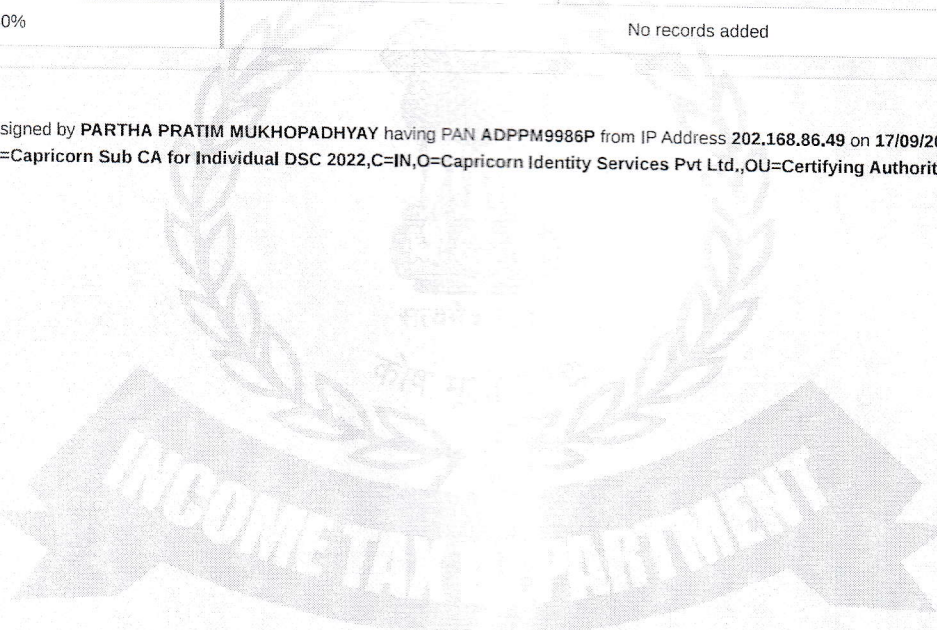 0%
No records added
signed by PARTHA PRATIM MUKHOPADHYAY having PAN ADPPM9986P from IP Address 202.168.86.49 on 17/09/20
=Capricorn Sub CA for Individual DSC 2022,C=IN,O=Capricorn Identity Services Pvt Ltd.,OU=Certifying Authorit
INCOME TAX D PARTMENT